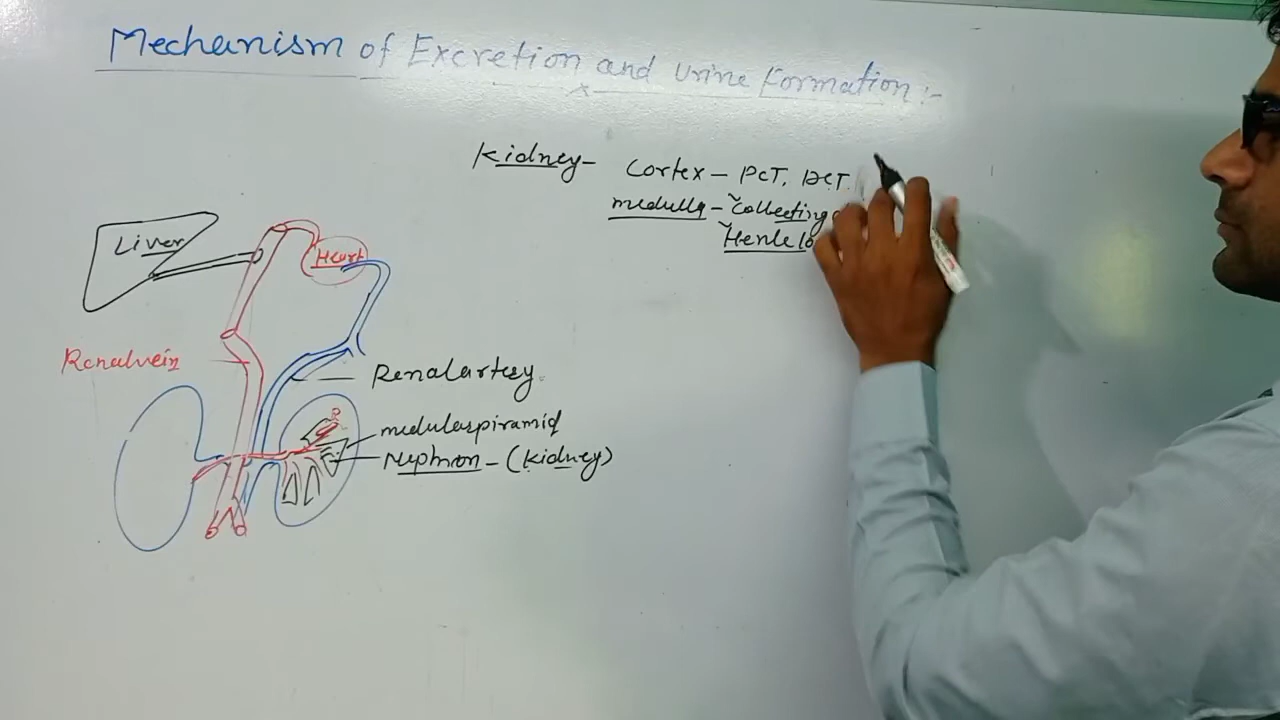 Mechanism of Excretion and Urine Formation:-
Kidney- Cortex - PCT, DCT.
medulla - Collecting
Henle lo
Liver
Heart
Renalvein
Renalartery.
R
medularpiramid
Nephron - (Kidney)